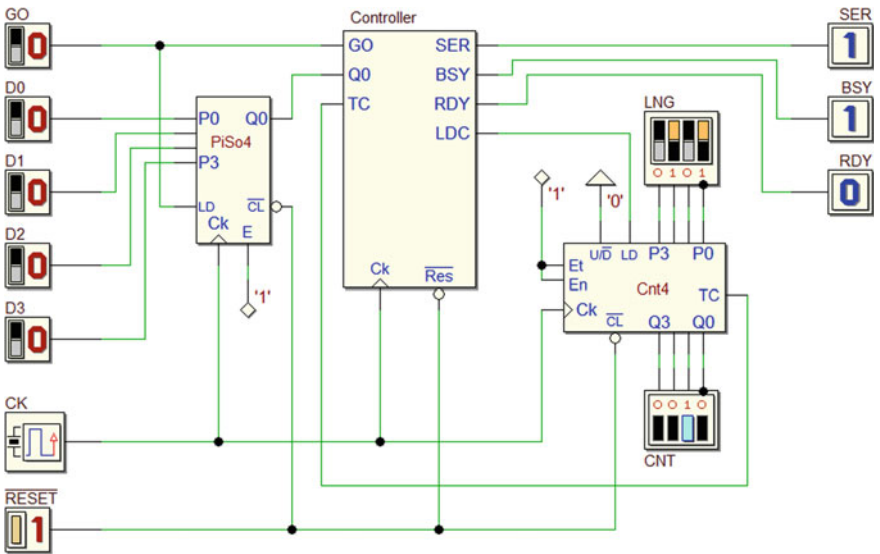 GO
0
D0
0
D1
0
D2
0
D3
0
CK
RESET
1
P0 Q0
PiSo4
P3
LD CL
Ck E
'1'
Controller
GO SER
Q0 BSY
TC RDY
LDC
Ck Res
'1'
'0'
LNG
0 1 0 1
U/D LD P3 P0
Et
En Cnt4
Ck TC
CL Q3 Q0
0 0 1 0
CNT
SER
1
BSY
1
RDY
0